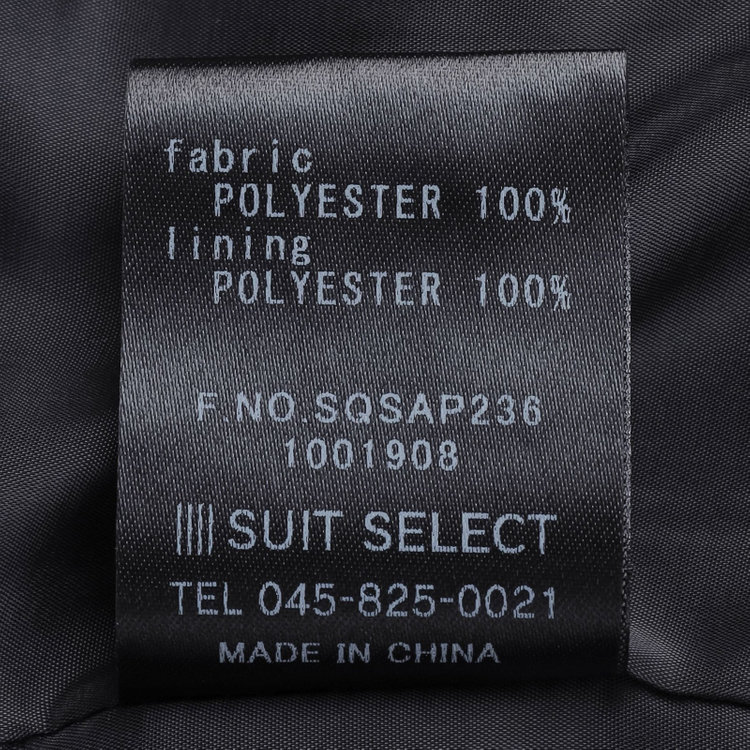 fabric
POLYESTER 100%
lining
POLYESTER 100%
F.NO.SQSAP236
1001908
SUIT SELECT
TEL 045-825-0021
MADE IN CHINA